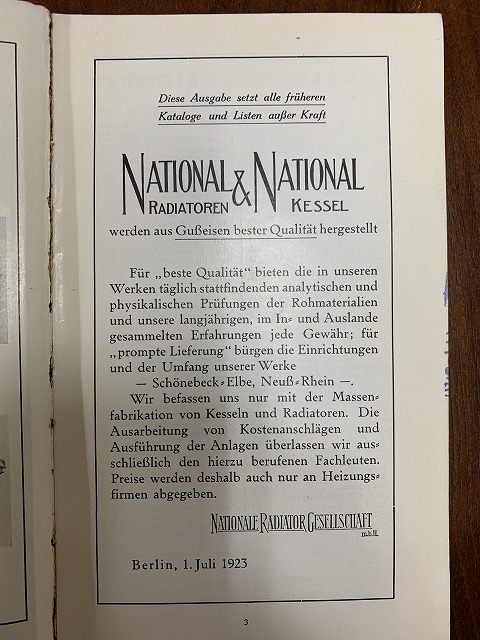 Diese Ausgabe setzt alle früheren
Kataloge und Listen außer Kraft
NATIONAL & NATIONAL
RADIATOREN KESSEL
werden aus Gußeisen bester Qualität hergestellt
Für „beste Qualität" bieten die in unseren
Werken täglich stattfindenden analytischen und
physikalischen Prüfungen der Rohmaterialien
und unsere langjährigen, im In- und Auslande
gesammelten Erfahrungen jede Gewähr; für
„prompte Lieferung" bürgen die Einrichtungen
und der Umfang unserer Werke
— Schönebeck-Elbe, Neuß-Rhein —.
Wir befassen uns nur mit der Massen-
fabrikation von Kesseln und Radiatoren. Die
Ausarbeitung von Kostenanschlägen und
Ausführung der Anlagen überlassen wir aus-
schließlich den hierzu berufenen Fachleuten.
Preise werden deshalb auch nur an Heizungs-
firmen abgegeben.
NATIONALE RADIATOR GESELLSCHAFT
m.b.H.
Berlin, 1. Juli 1923
3